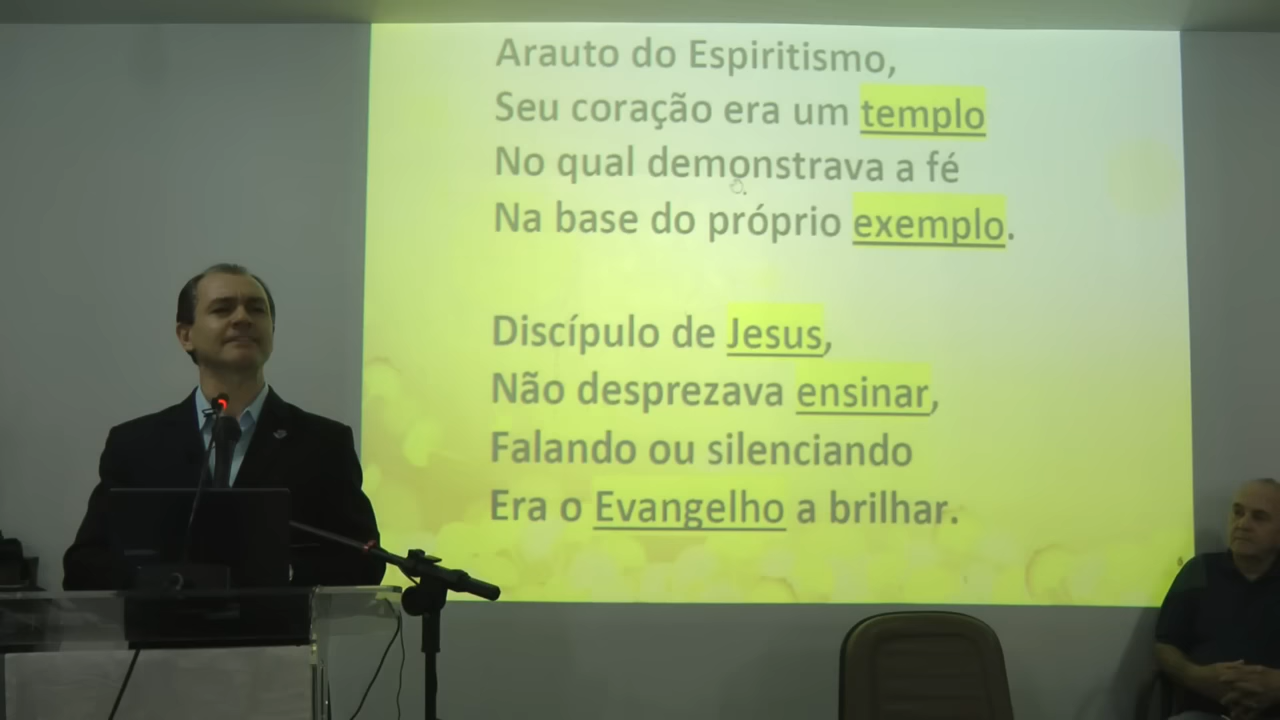 Arauto do Espiritismo,
Seu coração era um templo
No qual demonstrava a fé
Na base do próprio exemplo.
Discípulo de Jesus,
Não desprezava ensinar,
Falando ou silenciando
Era o Evangelho a brilhar.